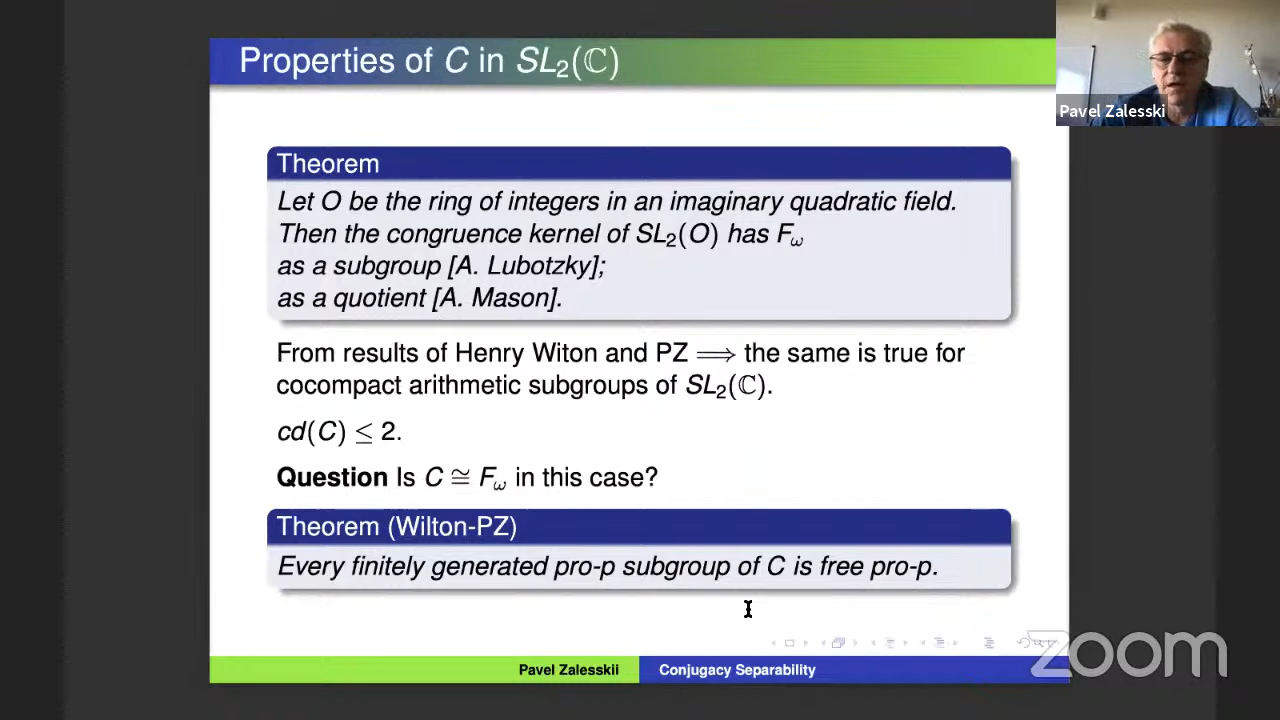 Properties of C in SL₂(ℂ)
Pavel Zalesski
Theorem
Let O be the ring of integers in an imaginary quadratic field.
Then the congruence kernel of SL₂(O) has F_ω
as a subgroup [A. Lubotzky];
as a quotient [A. Mason].
From results of Henry Witon and PZ ⟹ the same is true for
cocompact arithmetic subgroups of SL₂(ℂ).
cd(C) ≤ 2.
Question Is C ≅ F_ω in this case?
Theorem (Wilton-PZ)
Every finitely generated pro-p subgroup of C is free pro-p.
zoom
Pavel Zalesskii
Conjugacy Separability